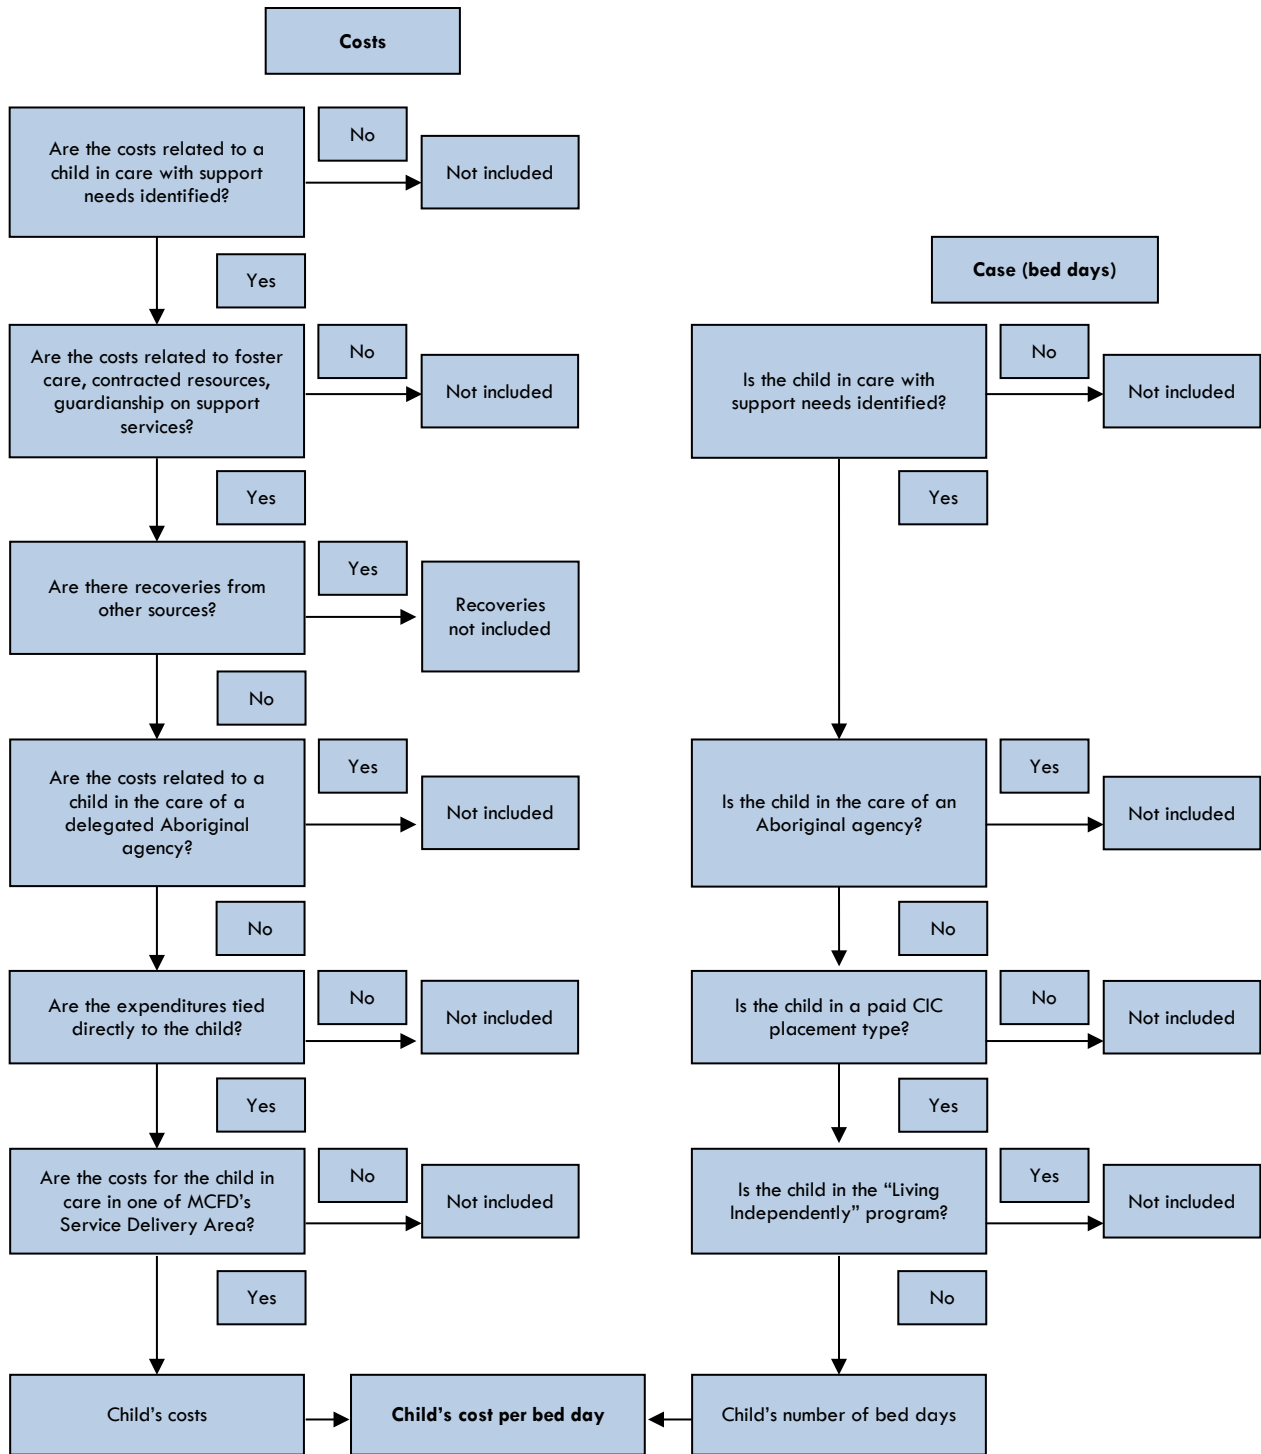 Costs
Are the costs related to a
child in care with support
needs identified?
No
Not included
Yes
Are the costs related to foster
care, contracted resources,
guardianship on support
services?
No
Not included
Yes
Are there recoveries from
other sources?
Yes
Recoveries
not included
No
Are the costs related to a
child in the care of a
delegated Aboriginal
agency?
Yes
Not included
No
Are the expenditures tied
directly to the child?
No
Not included
Yes
Are the costs for the child in
care in one of MCFD's
Service Delivery Area?
No
Not included
Yes
Child's costs
Case (bed days)
Is the child in care with
support needs identified?
No
Not included
Yes
Is the child in the care of an
Aboriginal agency?
Yes
Not included
No
Is the child in a paid CIC
placement type?
No
Not included
Yes
Is the child in the “Living
Independently” program?
Yes
Not included
No
Child's number of bed days
Child's cost per bed day